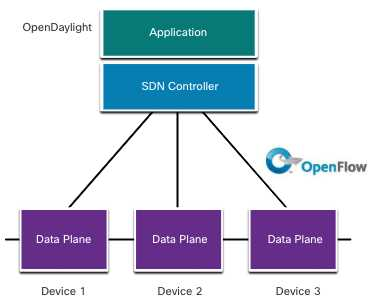 OpenDaylight
Application
SDN Controller
OpenFlow
Data Plane
Data Plane
Data Plane
Device 1
Device 2
Device 3